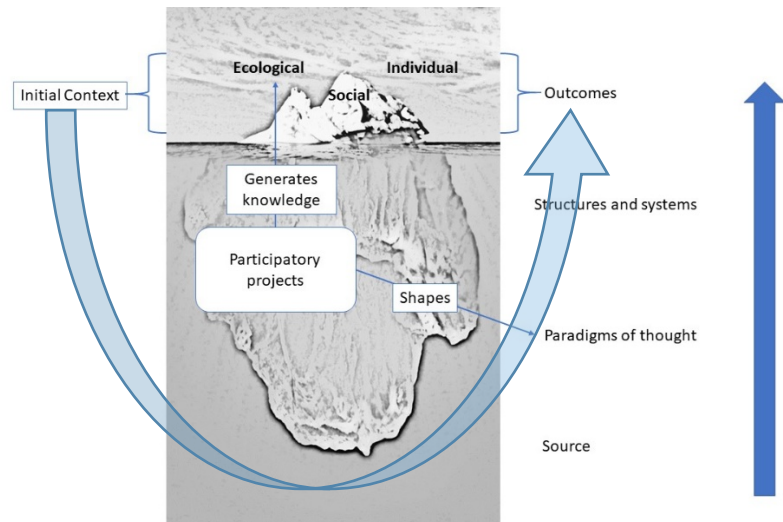 Ecological
Individual
Initial Context
Social
Outcomes
Generates
knowledge
Structures and systems
Participatory
projects
Shapes
Paradigms of thought
Source